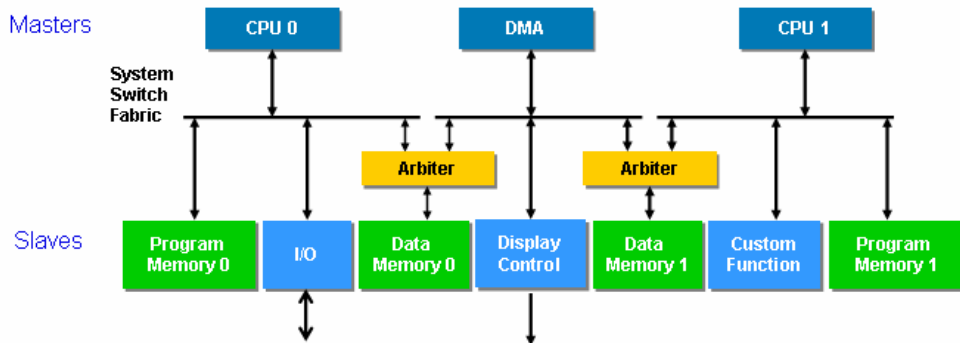 Masters
CPU 0
DMA
CPU 1
System
Switch
Fabric
Arbiter
Arbiter
Slaves
Program
Memory 0
I/O
Data
Memory 0
Display
Control
Data
Memory 1
Custom
Function
Program
Memory 1